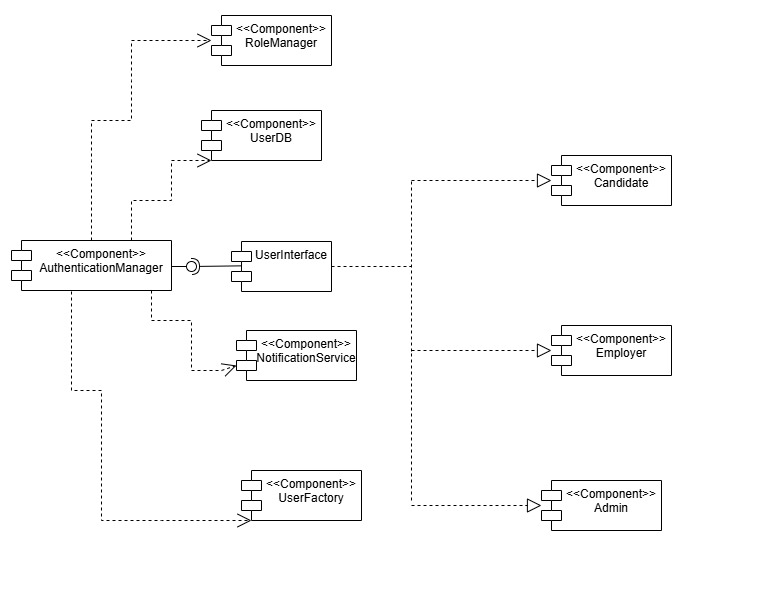 <<Component>>
RoleManager
<<Component>>
UserDB
<<Component>>
Candidate
<<Component>>
AuthenticationManager
UserInterface
<<Component>>
NotificationService
<<Component>>
Employer
<<Component>>
UserFactory
<<Component>>
Admin